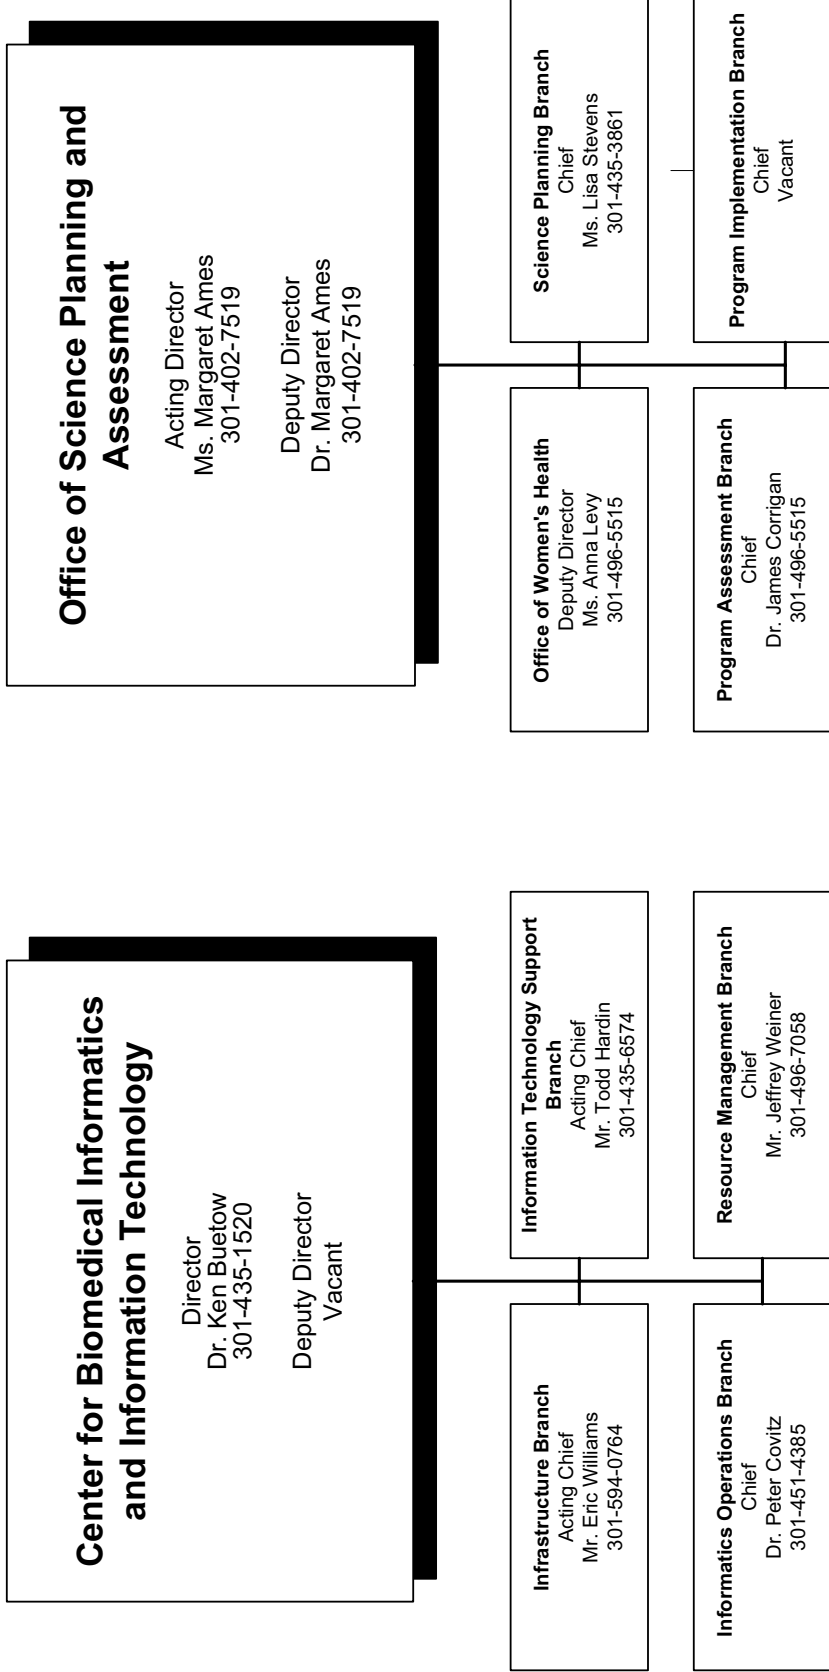 Center for Biomedical Informatics
and Information Technology
Director
Dr. Ken Buetow
301-435-1520
Deputy Director
Vacant
Infrastructure Branch
Acting Chief
Mr. Eric Williams
301-594-0764
Information Technology Support
Branch
Acting Chief
Mr. Todd Hardin
301-435-6574
Informatics Operations Branch
Chief
Dr. Peter Covitz
301-451-4385
Resource Management Branch
Chief
Mr. Jeffrey Weiner
301-496-7058
Office of Science Planning and
Assessment
Acting Director
Ms. Margaret Ames
301-402-7519
Deputy Director
Dr. Margaret Ames
301-402-7519
Office of Women's Health
Deputy Director
Ms. Anna Levy
301-496-5515
Science Planning Branch
Chief
Ms. Lisa Stevens
301-435-3861
Program Assessment Branch
Chief
Dr. James Corrigan
301-496-5515
Program Implementation Branch
Chief
Vacant